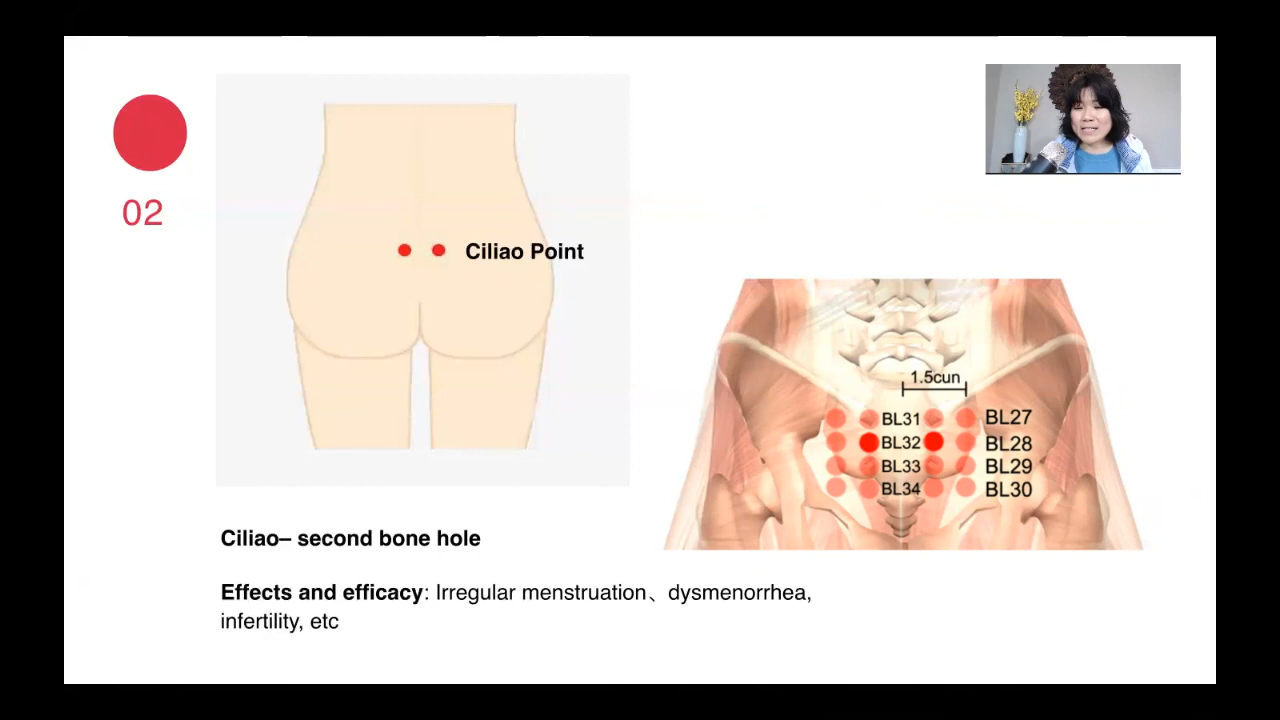 02
Ciliao Point
1.5cun
BL31 BL27
BL32 BL28
BL33 BL29
BL34 BL30
Ciliao– second bone hole
Effects and efficacy: Irregular menstruation、dysmenorrhea,
infertility, etc